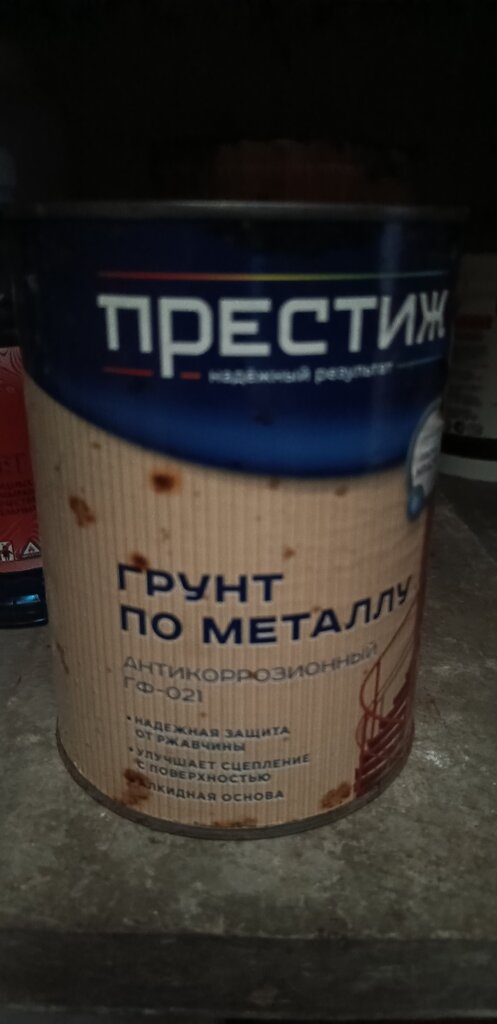 ПРЕСТИЖ
надёжный результат
ГРУНТ
ПО МЕТАЛЛУ
АНТИКОРРОЗИОННЫЙ
ГФ-021
• НАДЕЖНАЯ ЗАЩИТА
ОТ РЖАВЧИНЫ
• УЛУЧШАЕТ СЦЕПЛЕНИЕ
С ПОВЕРХНОСТЬЮ
• АЛКИДНАЯ ОСНОВА